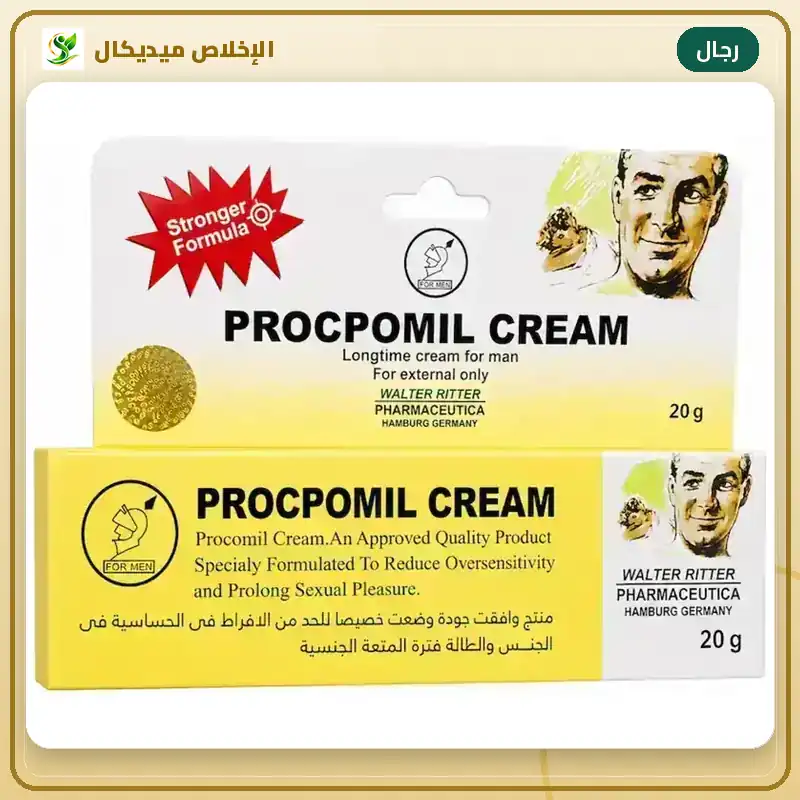 الإخلاص ميديكال
رجال
Stronger
Formula
FOR MEN
PROCPOMIL CREAM
Longtime cream for man
For external only
WALTER RITTER
PHARMACEUTICA
HAMBURG GERMANY
20 g
PROCPOMIL CREAM
FOR MEN
Procomil Cream.An Approved Quality Product
Specialy Formulated To Reduce Oversensitivity
and Prolong Sexual Pleasure.
منتج وافقت جودة وضعت خصيصا للحد من الافراط فى الحساسية فى
الجنس والطالة فترة المتعة الجنسية
WALTER RITTER
PHARMACEUTICA
HAMBURG GERMANY
20 g